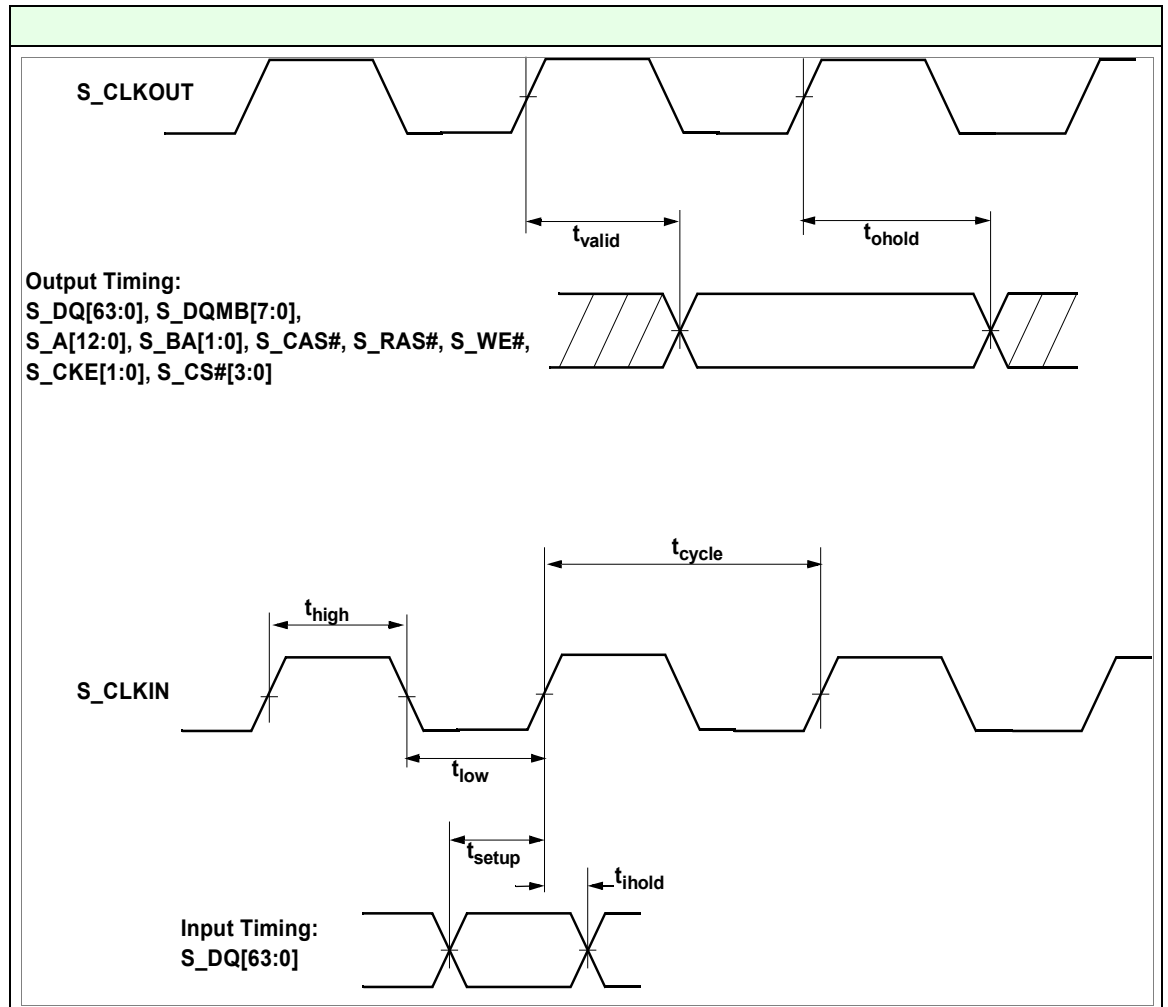 S_CLKOUT
tvalid
tohold
Output Timing:
S_DQ[63:0], S_DQMB[7:0],
S_A[12:0], S_BA[1:0], S_CAS#, S_RAS#, S_WE#,
S_CKE[1:0], S_CS#[3:0]
tcycle
thigh
S_CLKIN
tlow
tsetup
tihold
Input Timing:
S_DQ[63:0]